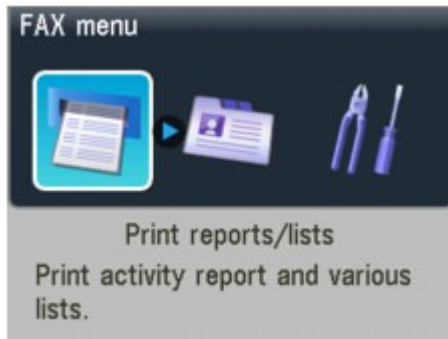 FAX menu
Print reports/lists
Print activity report and various
lists.